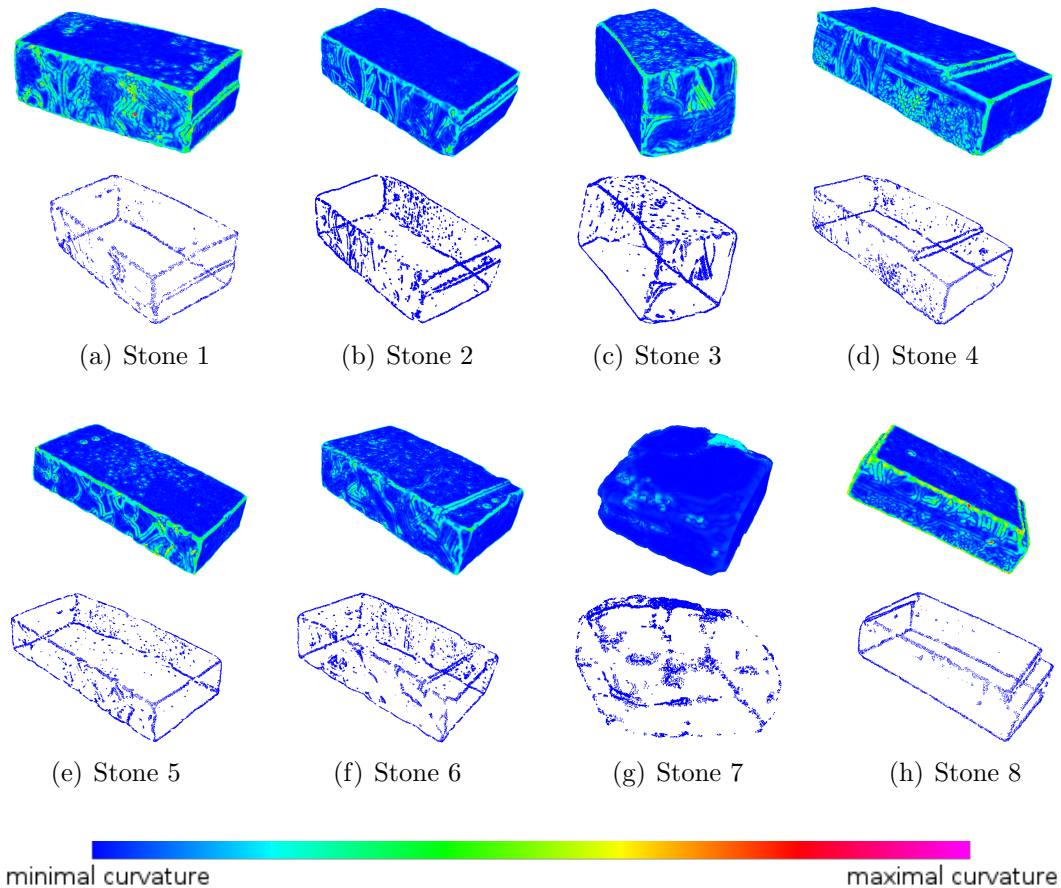 (a) Stone 1
(b) Stone 2
(c) Stone 3
(d) Stone 4
(e) Stone 5
(f) Stone 6
(g) Stone 7
(h) Stone 8
minimal curvature
maximal curvature